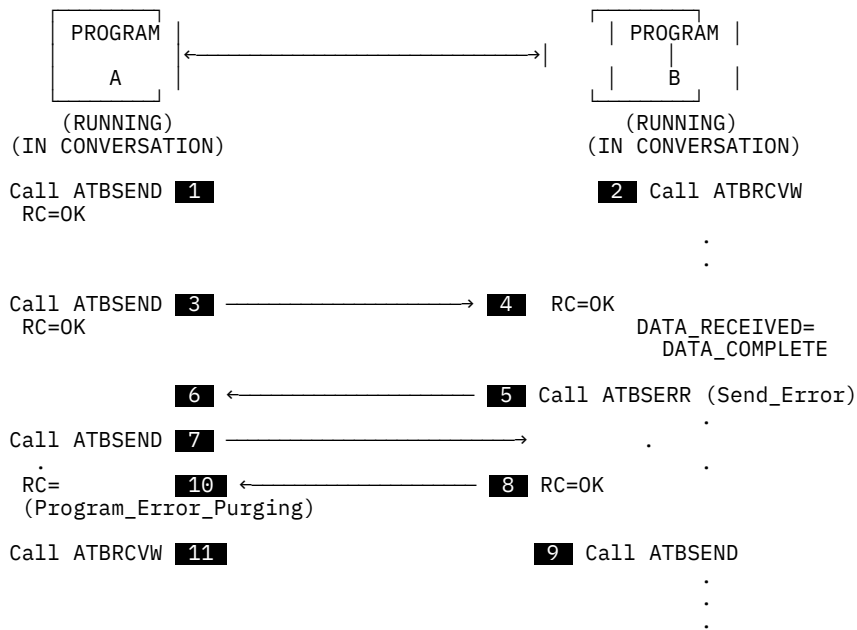 PROGRAM PROGRAM
A B
(RUNNING) (RUNNING)
(IN CONVERSATION) (IN CONVERSATION)
Call ATBSEND 1 2 Call ATBRCVW
RC=OK
.
.
Call ATBSEND 3 4 RC=OK
RC=OK DATA_RECEIVED=
DATA_COMPLETE
6 5 Call ATBSERR (Send_Error)
.
Call ATBSEND 7 .
. .
RC= 10 8 RC=OK
(Program_Error_Purging)
Call ATBRCVW 11 9 Call ATBSEND
.
.
.